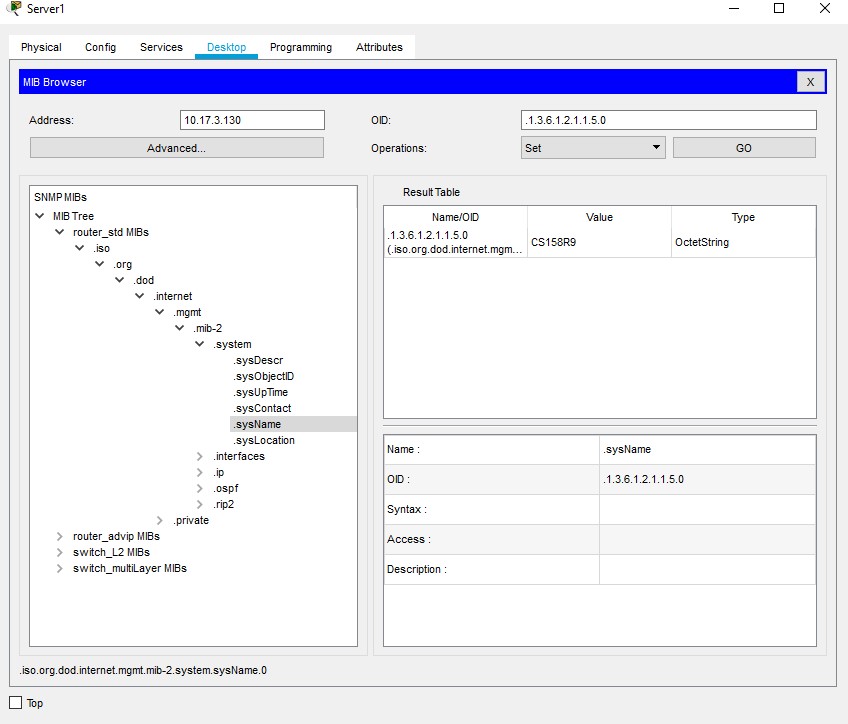 Server1
Physical Config Services Desktop Programming Attributes
MIB Browser X
Address: 10.17.3.130 OID: .1.3.6.1.2.1.1.5.0
Advanced... Operations: Set GO
SNMP MIBs
MIB Tree
router_std MIBs
.iso
.org
.dod
.internet
.mgmt
.mib-2
.system
.sysDescr
.sysObjectID
.sysUpTime
.sysContact
.sysName
.sysLocation
.interfaces
.ip
.ospf
.rip2
.private
router_advip MIBs
switch_L2 MIBs
switch_multiLayer MIBs
Result Table
Name/OID Value Type
.1.3.6.1.2.1.1.5.0
(.iso.org.dod.internet.mgm... CS158R9 OctetString
Name : .sysName
OID : .1.3.6.1.2.1.1.5.0
Syntax :
Access :
Description :
.iso.org.dod.internet.mgmt.mib-2.system.sysName.0
Top